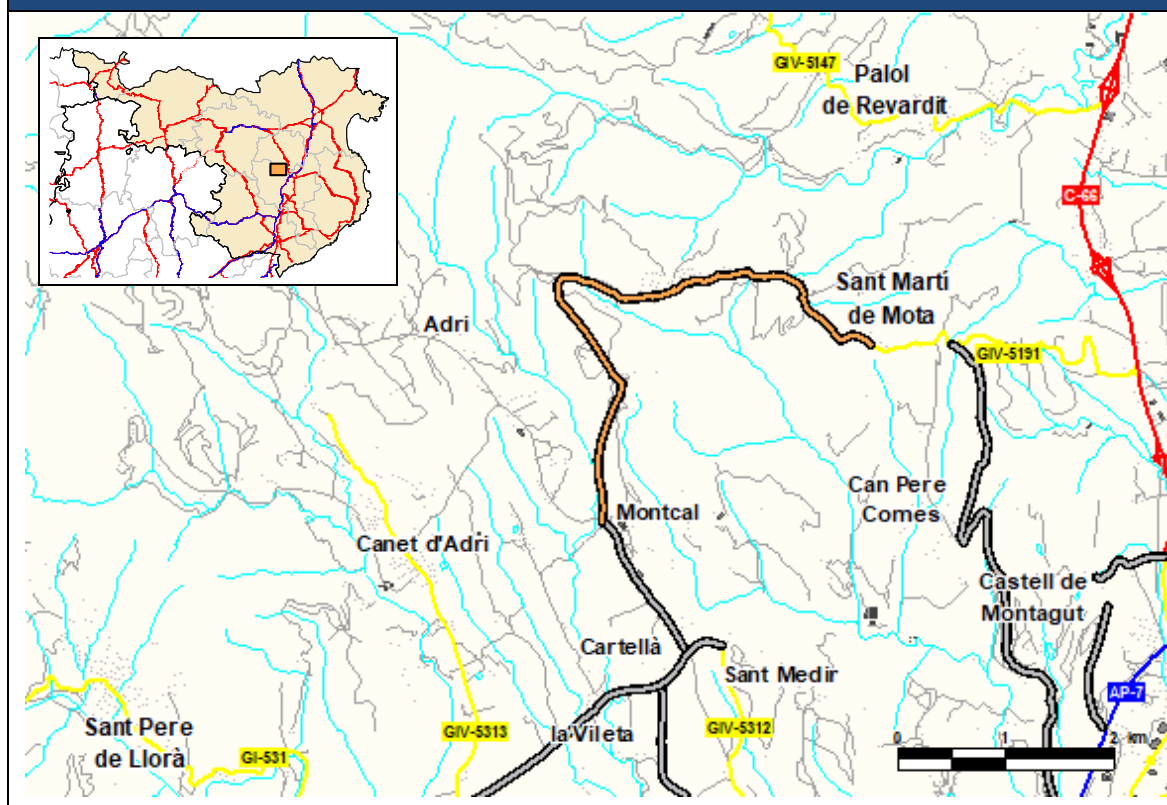 GIV-5147
Palol
de Revardit
C-66
Sant Martí
de Mota
Adri
GIV-5191
Can Pere
Comes
Montcal
Canet d'Adri
Castell de
Montagut
Cartellà
Sant Medir
AP-7
Sant Pere
de Llorà
GI-531
GIV-5313
la Vileta
GIV-5312
0 1 2 km